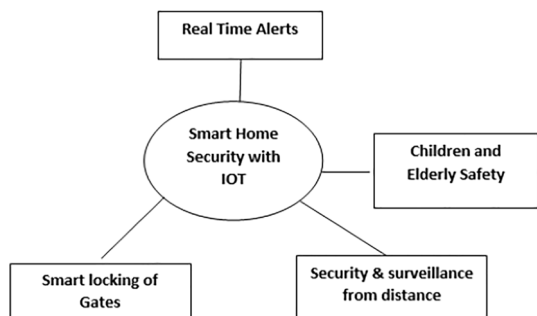 Real Time Alerts
Smart Home
Security with
IOT
Children and
Elderly Safety
Smart locking of
Gates
Security & surveillance
from distance